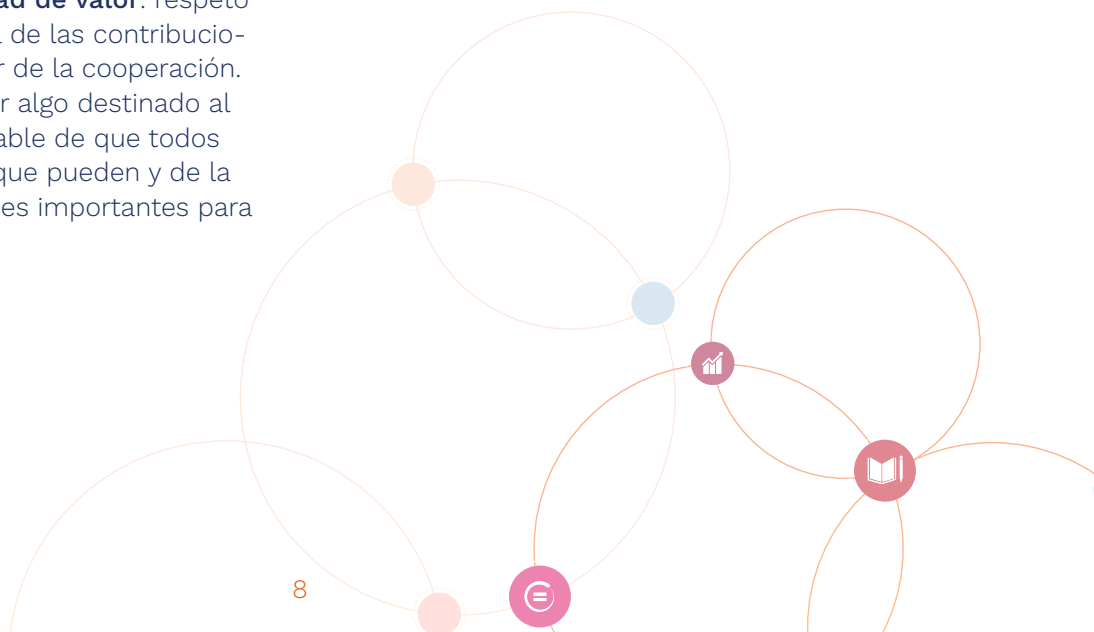 ad de valor: respeto
de las contribucio-
r de la cooperación.
r algo destinado al
able de que todos
que pueden y de la
es importantes para
8